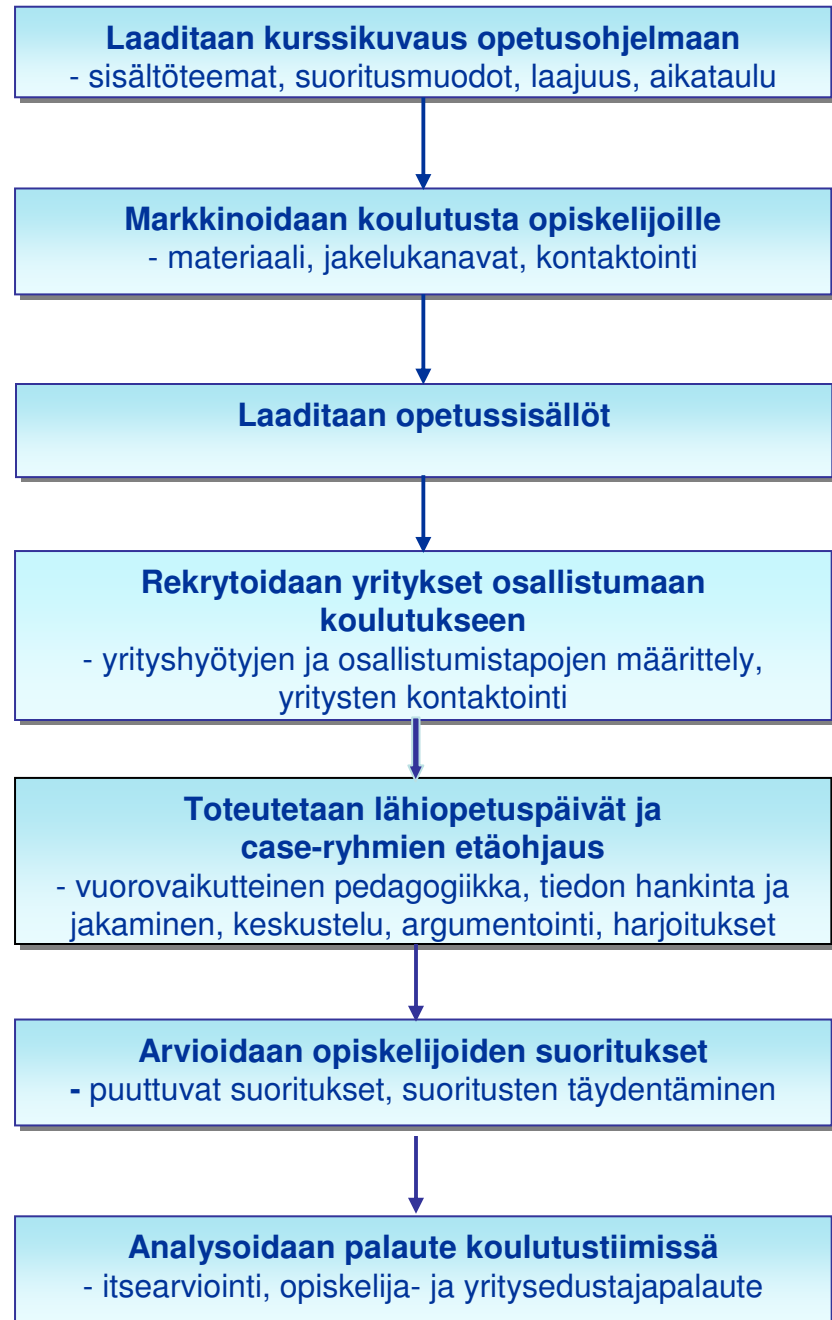 Laaditaan kurssikuvaus opetusohjelmaan
- sisältöteemat, suoritusmuodot, laajuus, aikataulu
Markkinoidaan koulutusta opiskelijoille
- materiaali, jakelukanavat, kontaktointi
Laaditaan opetussisällöt
Rekrytoidaan yritykset osallistumaan
koulutukseen
- yrityshyötyjen ja osallistumistapojen määrittely,
yritysten kontaktointi
Toteutetaan lähiopetuspäivät ja
case-ryhmien etäohjaus
- vuorovaikutteinen pedagogiikka, tiedon hankinta ja
jakaminen, keskustelu, argumentointi, harjoitukset
Arvioidaan opiskelijoiden suoritukset
- puuttuvat suoritukset, suoritusten täydentäminen
Analysoidaan palaute koulutustiimissä
- itsearviointi, opiskelija- ja yritysedustajapalaute